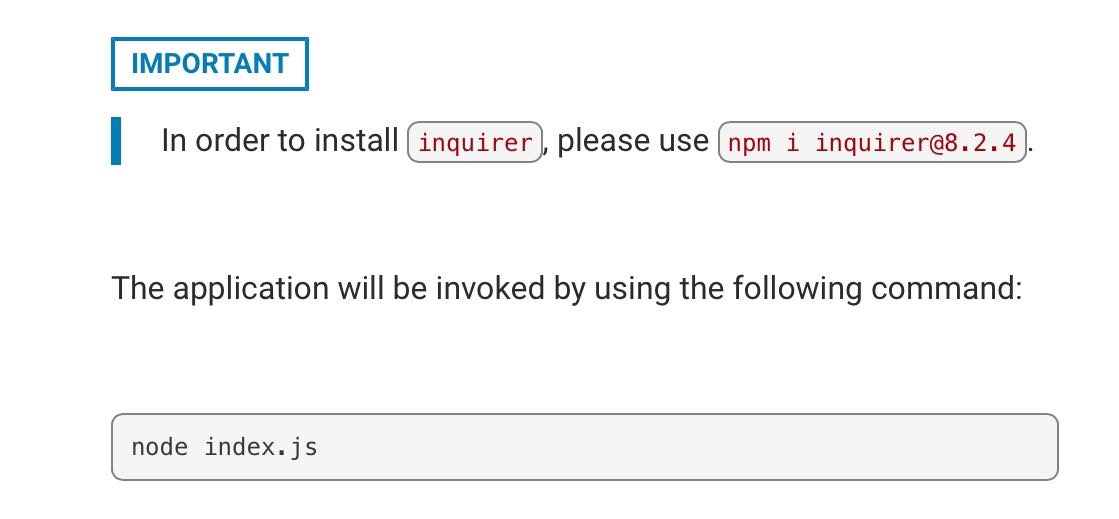 IMPORTANT
In order to install inquirer, please use npm i inquirer@8.2.4.
The application will be invoked by using the following command:
node index.js